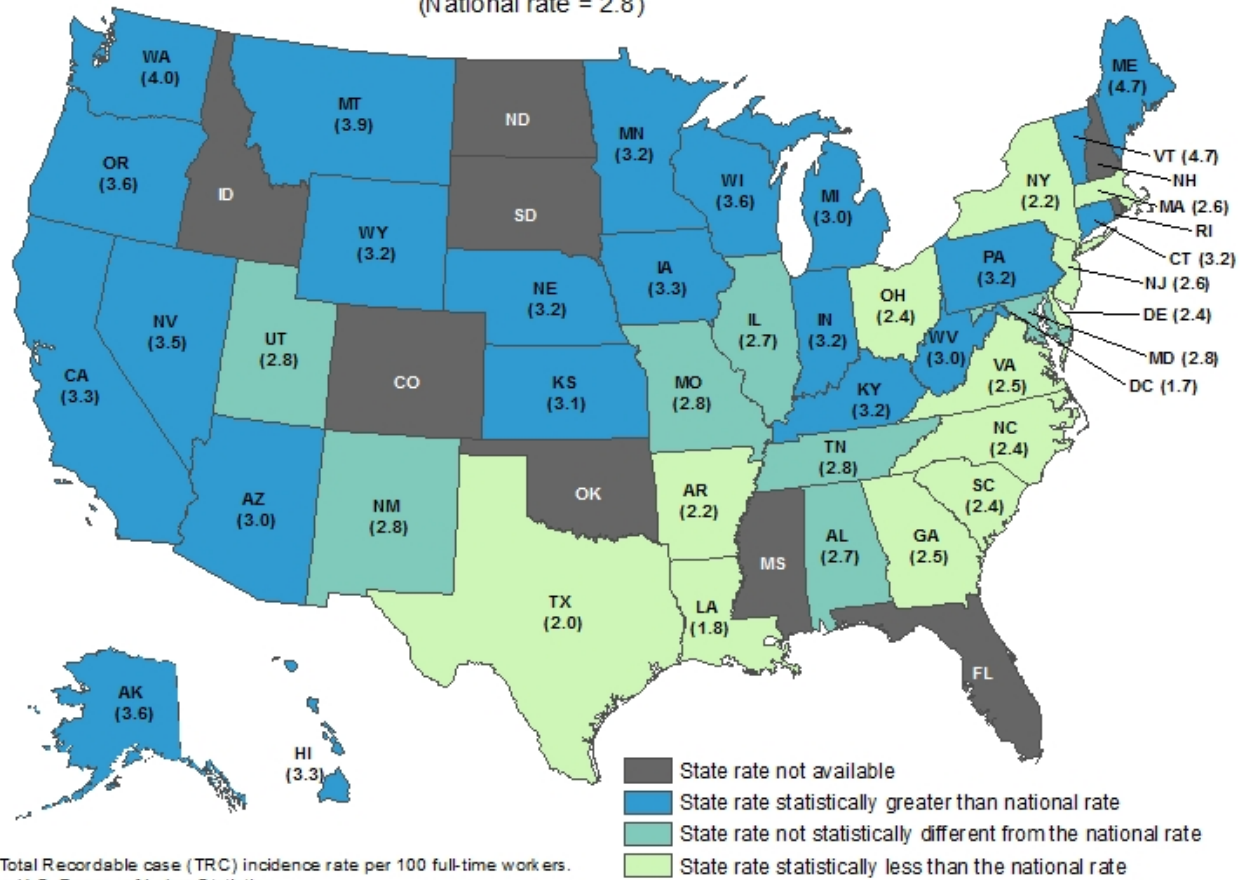 (National rate = 2.8)
WA
(4.0)
MT
(3.9)
ND
MN
(3.2)
ME
(4.7)
OR
(3.6)
ID
SD
WI
(3.6)
MI
(3.0)
NY
(2.2)
VT (4.7)
NH
MA (2.6)
RI
CT (3.2)
NJ (2.6)
DE (2.4)
MD (2.8)
DC (1.7)
WY
(3.2)
IA
(3.3)
PA
(3.2)
NE
(3.2)
NV
(3.5)
UT
(2.8)
IL
(2.7)
IN
(3.2)
OH
(2.4)
WV
(3.0)
VA
(2.5)
CA
(3.3)
CO
KS
(3.1)
MO
(2.8)
KY
(3.2)
NC
(2.4)
TN
(2.8)
AZ
(3.0)
NM
(2.8)
OK
AR
(2.2)
SC
(2.4)
MS
AL
(2.7)
GA
(2.5)
TX
(2.0)
LA
(1.8)
FL
AK
(3.6)
HI
(3.3)
State rate not available
State rate statistically greater than national rate
State rate not statistically different from the national rate
State rate statistically less than the national rate
Total Recordable case (TRC) incidence rate per 100 full-time workers.